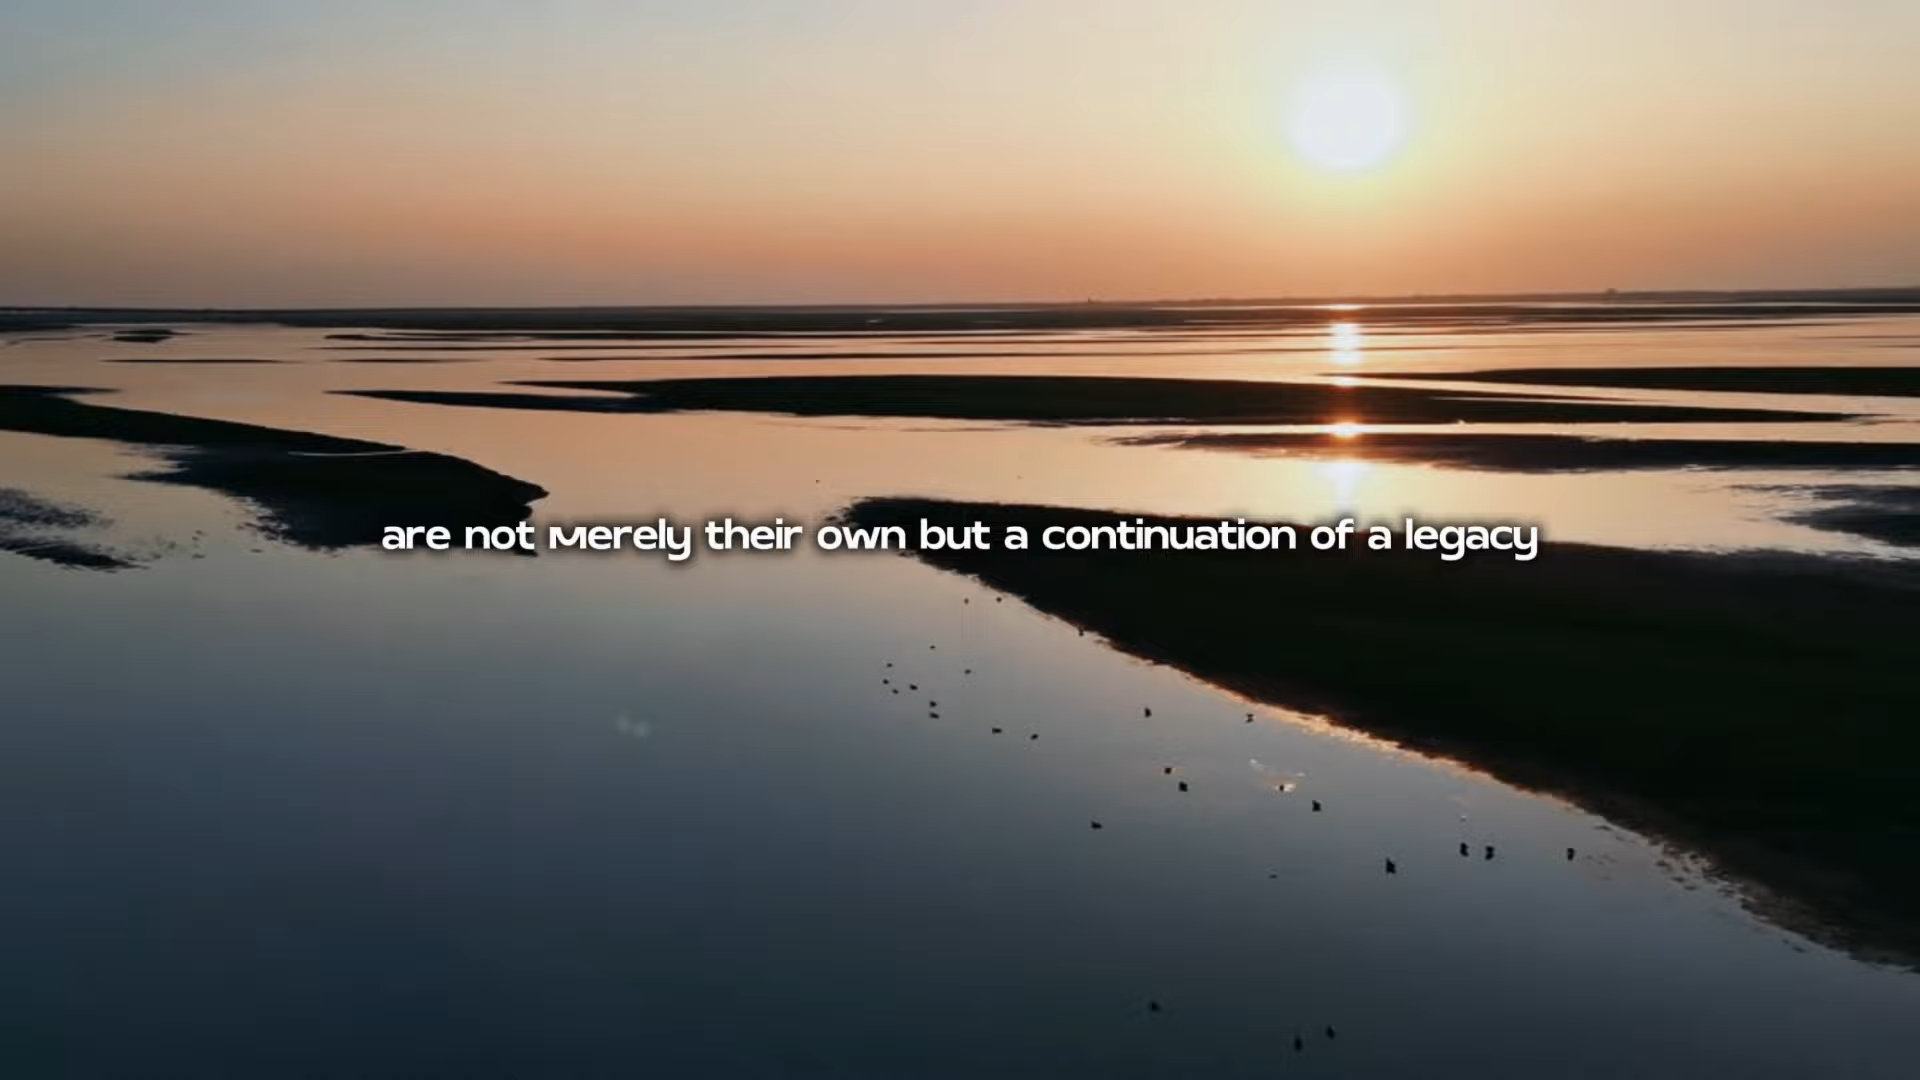 are not merely their own but a continuation of a legacy